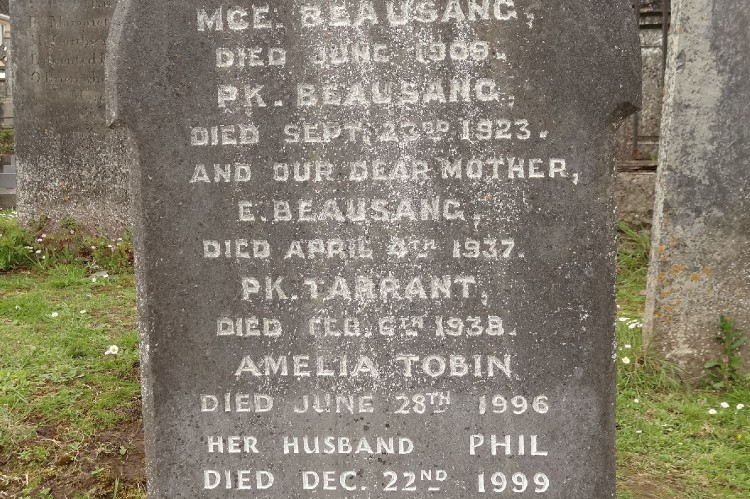 MCE. BEAUSANG,
DIED JUNE 1909.
PK. BEAUSANG,
DIED SEPT. 23RD 1923.
AND OUR DEAR MOTHER,
E. BEAUSANG,
DIED APRIL 4TH 1937.
PK. TARRANT,
DIED FEB. 6TH 1938.
AMELIA TOBIN
DIED JUNE 28TH 1996
HER HUSBAND PHIL
DIED DEC. 22ND 1999